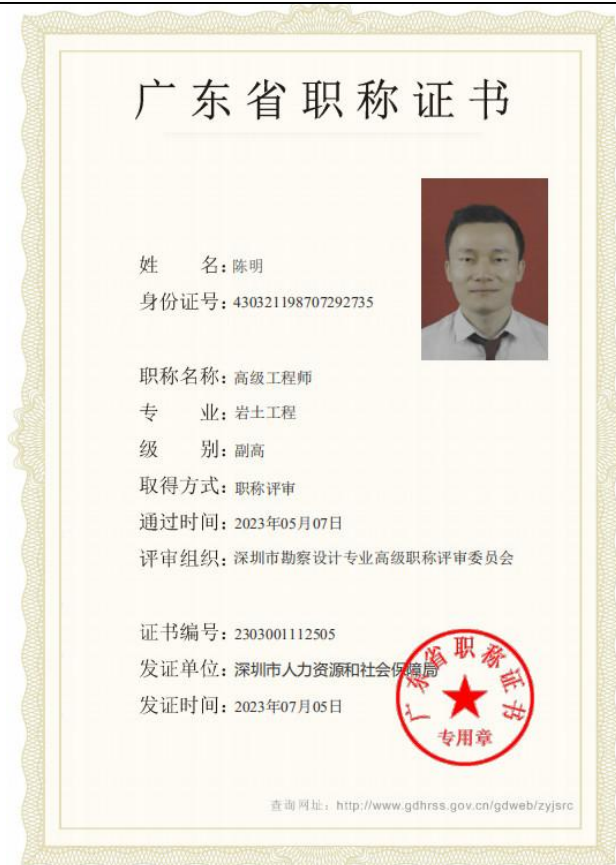 广东省职称证书
姓 名：陈明
身份证号：430321198707292735
职称名称：高级工程师
专 业：岩土工程
级 别：副高
取得方式：职称评审
通过时间：2023年05月07日
评审组织：深圳市勘察设计专业高级职称评审委员会
证书编号：2303001112505
发证单位：深圳市人力资源和社会保障局
发证时间：2023年07月05日
广东省职称证书
专用章
查询网址：http://www.gdhrss.gov.cn/gdweb/zyjsrc